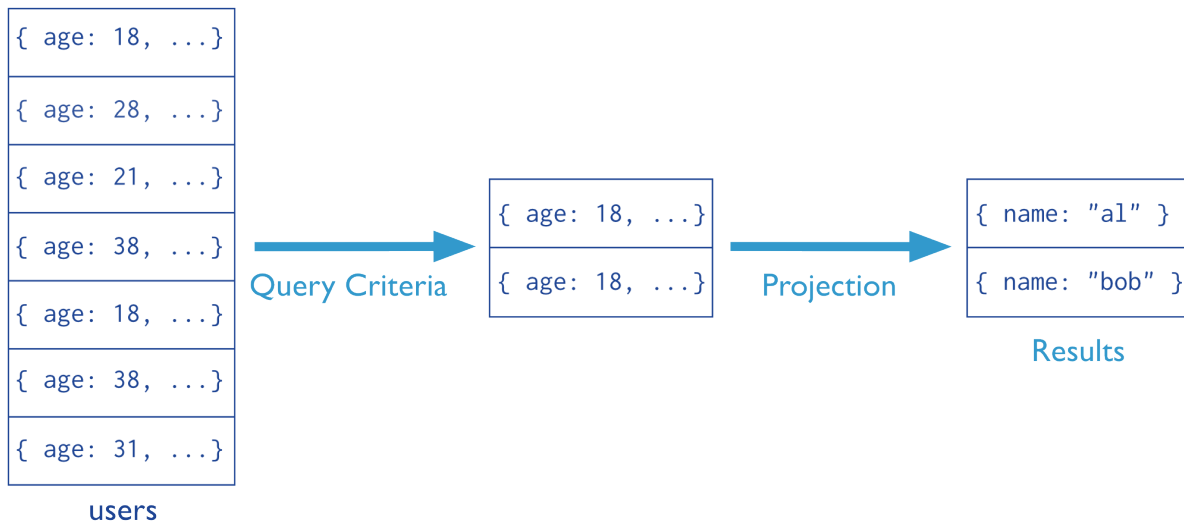 { age: 18, ...}
{ age: 28, ...}
{ age: 21, ...}
{ age: 38, ...}
{ age: 18, ...}
{ age: 38, ...}
{ age: 31, ...}
users
Query Criteria
{ age: 18, ...}
{ age: 18, ...}
Projection
{ name: "al" }
{ name: "bob" }
Results